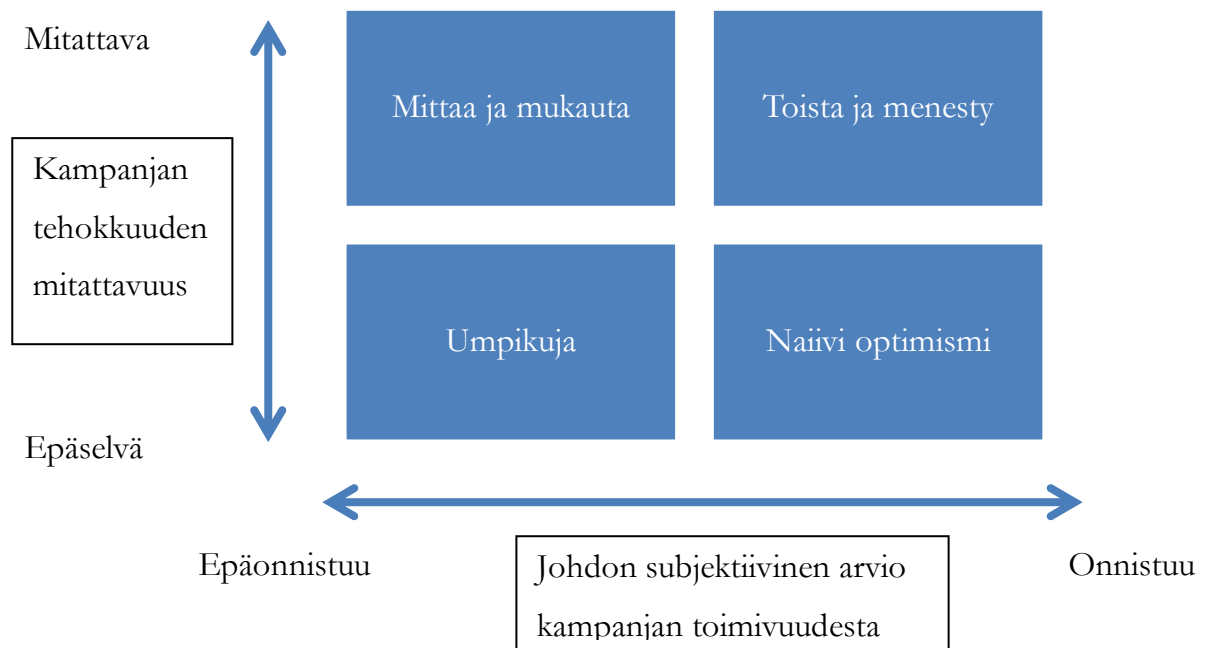 Mitattava
Mittaa ja mukauta
Toista ja menesty
Kampanjan
tehokkuuden
mitattavuus
Umpikuja
Naiivi optimismi
Epäselvä
Epäonnistuu
Johdon subjektiivinen arvio
kampanjan toimivuudesta
Onnistuu